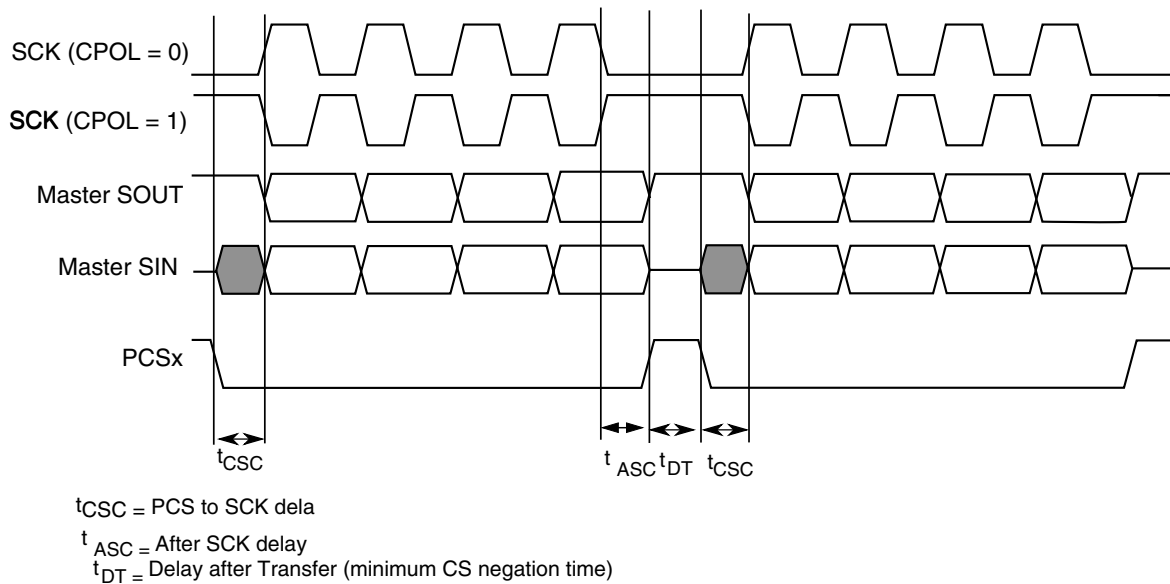 SCK (CPOL = 0)
SCK (CPOL = 1)
Master SOUT
Master SIN
PCSx
tCSC
t ASC
tDT
tCSC
tCSC = PCS to SCK dela
t ASC = After SCK delay
tDT = Delay after Transfer (minimum CS negation time)